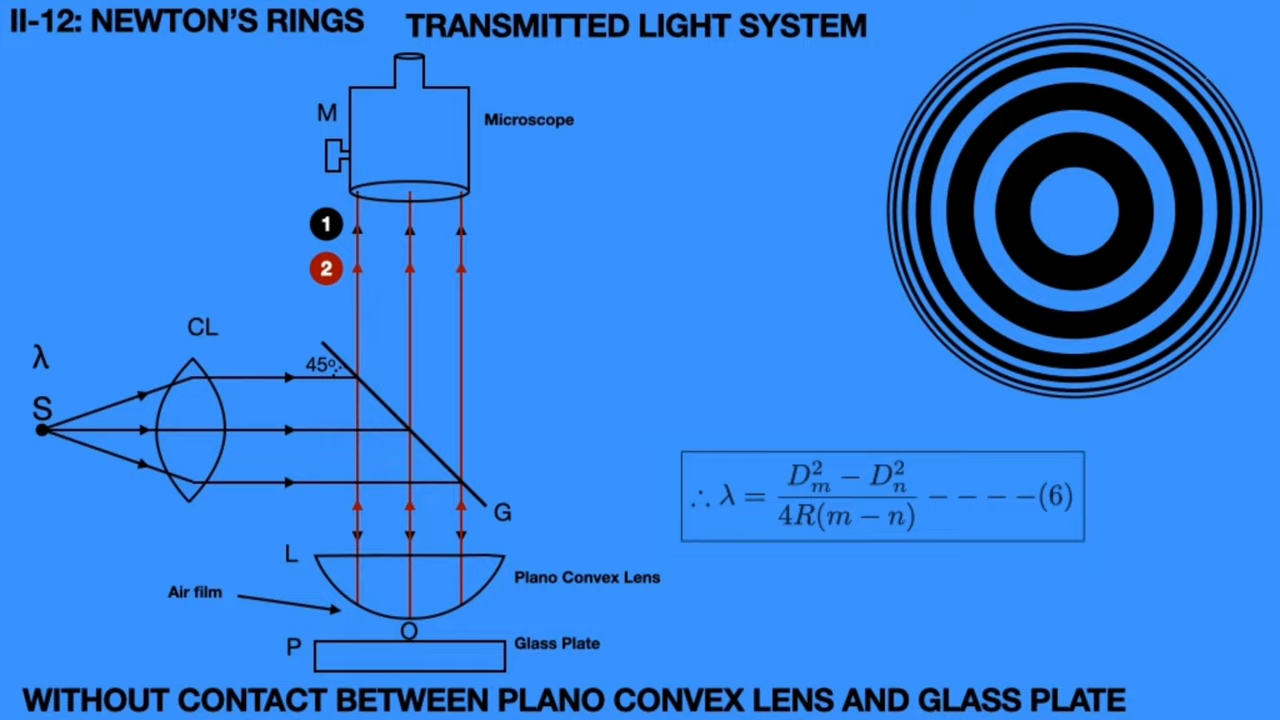 II-12: NEWTON'S RINGS
TRANSMITTED LIGHT SYSTEM
M
Microscope
1
2
CL
λ
45°
S
G
L
Plano Convex Lens
Air film
O
P
Glass Plate
∴ λ = (D_m^2 − D_n^2) / (4R(m − n)) − − − −(6)
WITHOUT CONTACT BETWEEN PLANO CONVEX LENS AND GLASS PLATE